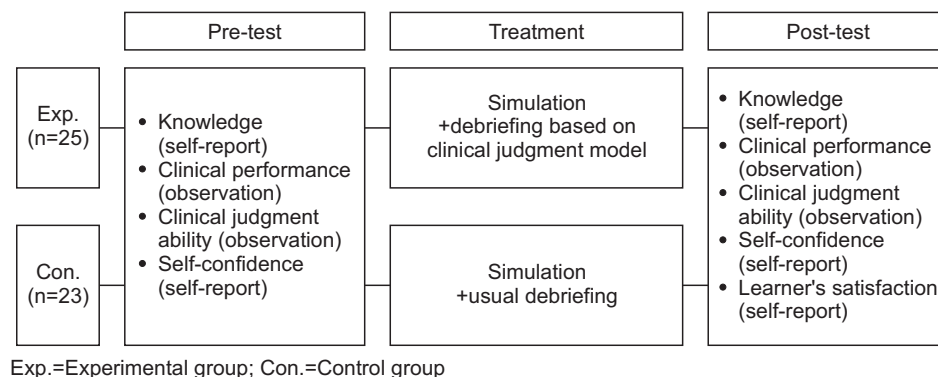 Pre-test
Treatment
Post-test
Exp.
(n=25)
• Knowledge
(self-report)
• Clinical performance
(observation)
• Clinical judgment
ability (observation)
• Self-confidence
(self-report)
Simulation
+debriefing based on
clinical judgment model
• Knowledge
(self-report)
• Clinical performance
(observation)
• Clinical judgment
ability (observation)
• Self-confidence
(self-report)
• Learner's satisfaction
(self-report)
Con.
(n=23)
Simulation
+usual debriefing
Exp.=Experimental group; Con.=Control group